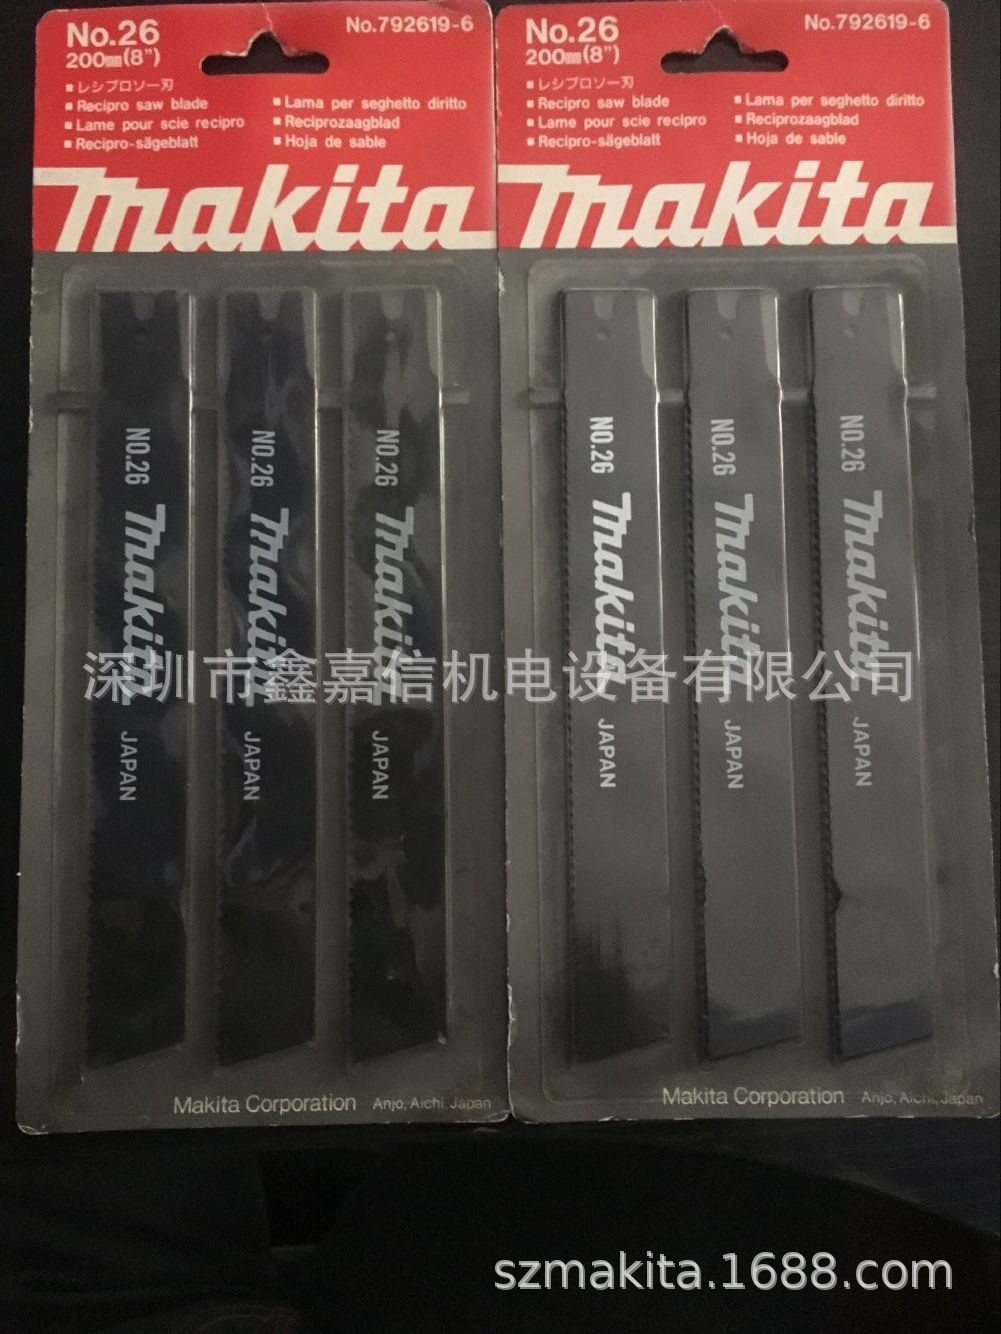 No.26
200mm(8")
No.792619-6
■ レシプロソー刃
■ Recipro saw blade
■ Lame pour scie recipro
■ Recipro-sägeblatt
■ Lama per seghetto diritto
■ Reciprozaagblad
■ Hoja de sable
makita
No.26
200mm(8")
No.792619-6
■ レシプロソー刃
■ Recipro saw blade
■ Lame pour scie recipro
■ Recipro-sägeblatt
■ Lama per seghetto diritto
■ Reciprozaagblad
■ Hoja de sable
makita
NO.26 makita JAPAN
NO.26 makita JAPAN
NO.26 makita JAPAN
NO.26 makita JAPAN
NO.26 makita JAPAN
NO.26 makita JAPAN
深圳市鑫嘉信机电设备有限公司
Makita Corporation Anjo, Aichi, Japan
Makita Corporation Anjo, Aichi, Japan
szmakita.1688.com